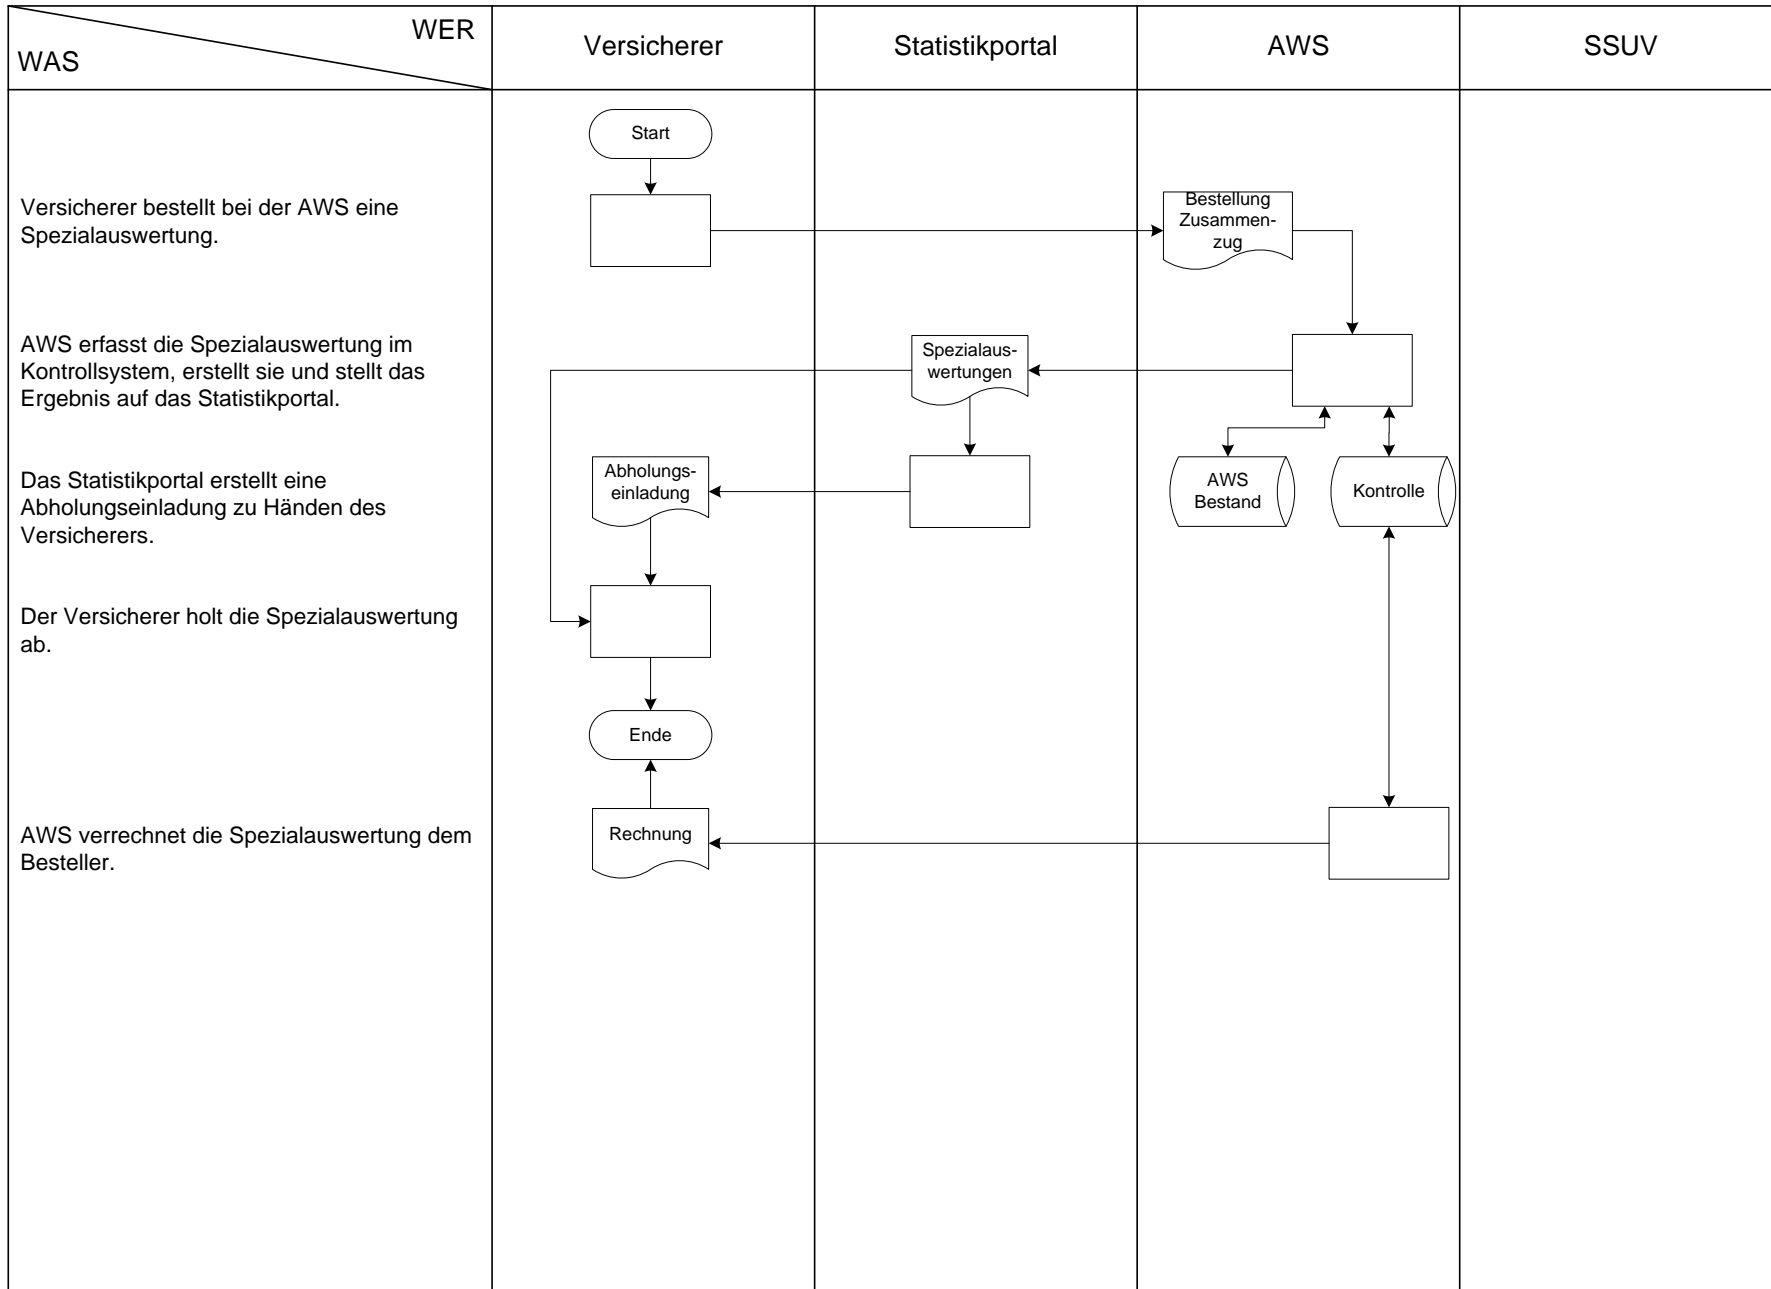 WER
WAS
Versicherer
Statistikportal
AWS
SSUV
Start
Versicherer bestellt bei der AWS eine
Spezialauswertung.
Bestellung
Zusammen-
zug
AWS erfasst die Spezialauswertung im
Kontrollsystem, erstellt sie und stellt das
Ergebnis auf das Statistikportal.
Spezialaus-
wertungen
Das Statistikportal erstellt eine
Abholungseinladung zu Händen des
Versicherers.
Abholungs-
einladung
AWS
Bestand
Kontrolle
Der Versicherer holt die Spezialauswertung
ab.
Ende
AWS verrechnet die Spezialauswertung dem
Besteller.
Rechnung